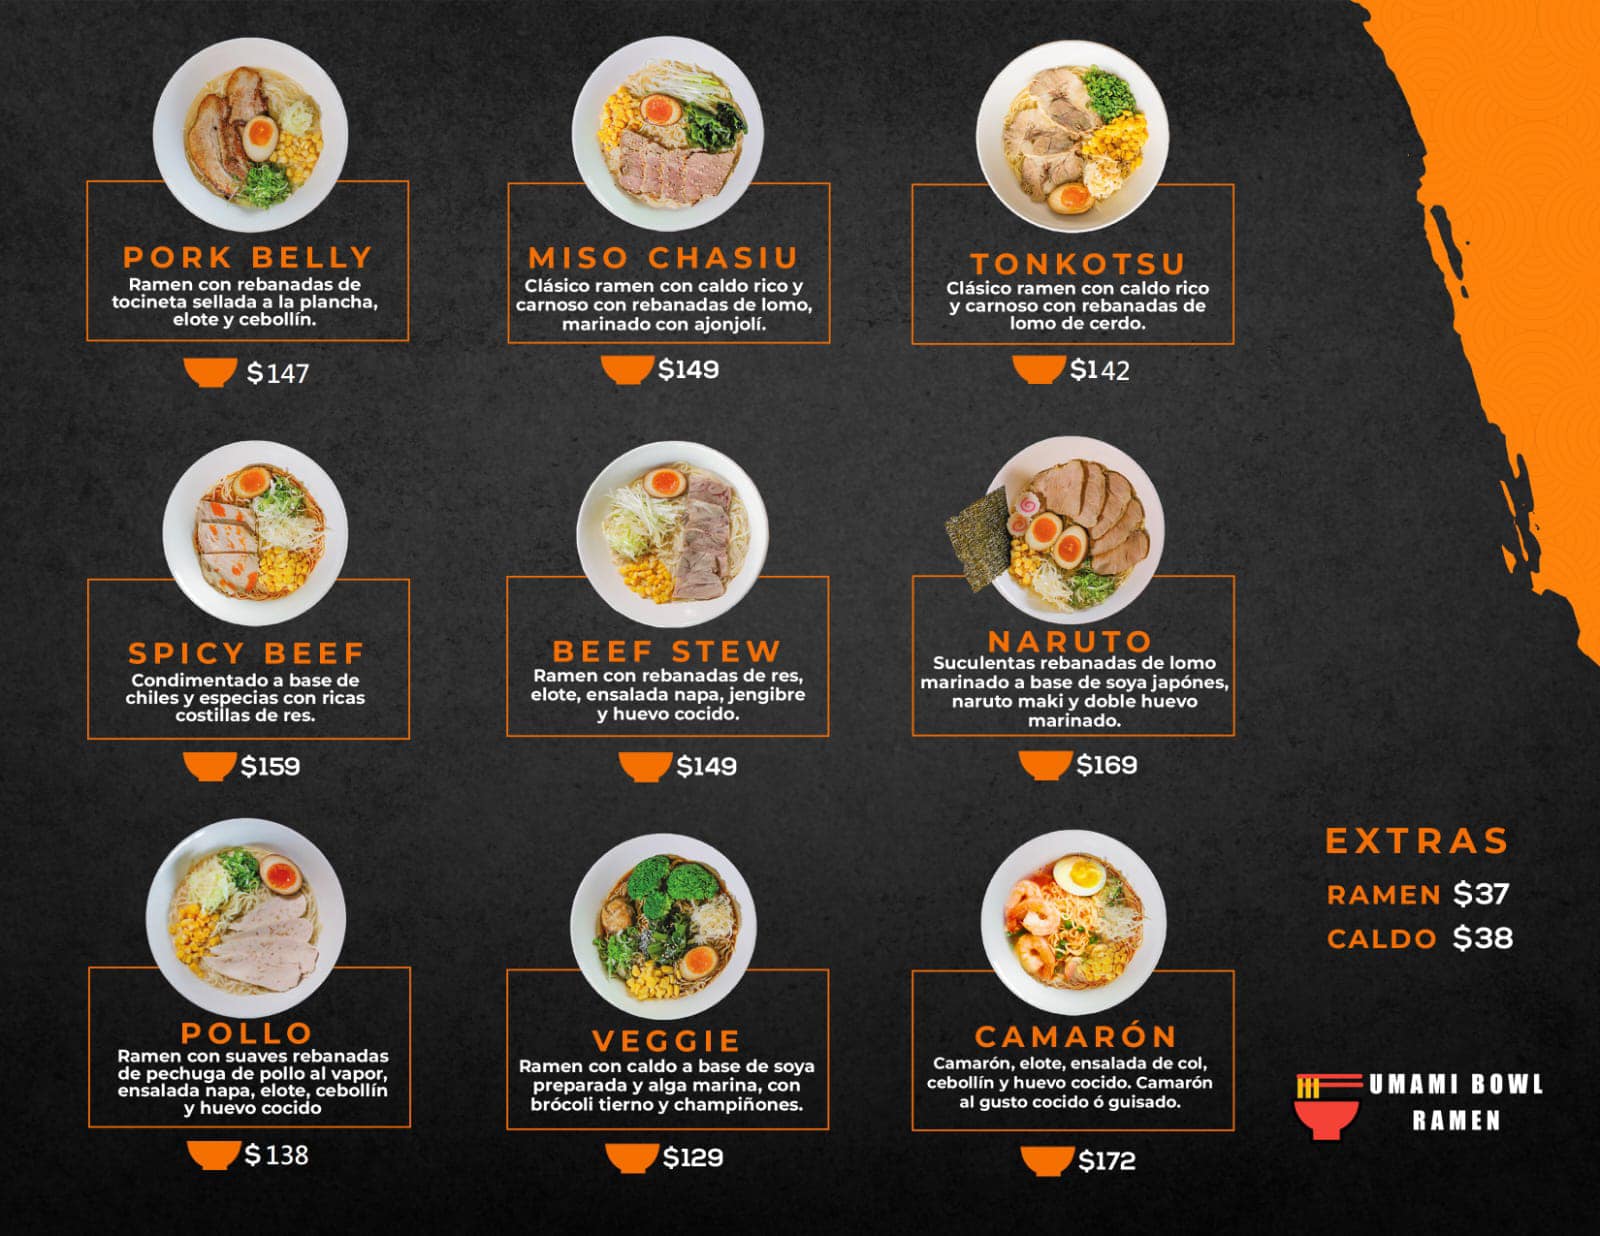 PORK BELLY
Ramen con rebanadas de
tocineta sellada a la plancha,
elote y cebollín.
$147
MISO CHASIU
Clásico ramen con caldo rico y
carnoso con rebanadas de lomo,
marinado con ajonjolí.
$149
TONKOTSU
Clásico ramen con caldo rico
y carnoso con rebanadas de
lomo de cerdo.
$142
SPICY BEEF
Condimentado a base de
chiles y especias con ricas
costillas de res.
$159
BEEF STEW
Ramen con rebanadas de res,
elote, ensalada napa, jengibre
y huevo cocido.
$149
NARUTO
Suculentas rebanadas de lomo
marinado a base de soya japónes,
naruto maki y doble huevo
marinado.
$169
POLLO
Ramen con suaves rebanadas
de pechuga de pollo al vapor,
ensalada napa, elote, cebollín
y huevo cocido
$138
VEGGIE
Ramen con caldo a base de soya
preparada y alga marina, con
brócoli tierno y champiñones.
$129
CAMARÓN
Camarón, elote, ensalada de col,
cebollín y huevo cocido. Camarón
al gusto cocido ó guisado.
$172
EXTRAS
RAMEN $37
CALDO $38
UMAMI BOWL
RAMEN